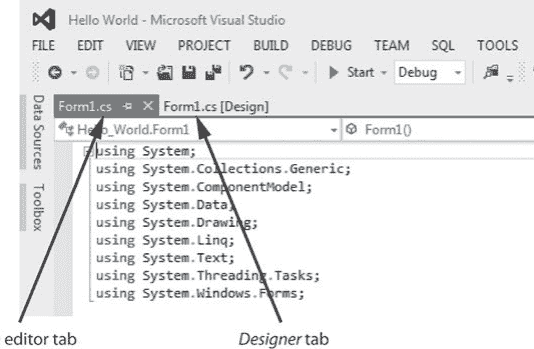 Hello World - Microsoft Visual Studio
FILE EDIT VIEW PROJECT BUILD DEBUG TEAM SQL TOOLS
Start Debug
Form1.cs Form1.cs [Design]
Data Sources
Toolbox
Hello_World.Form1 Form1()
using System;
using System.Collections.Generic;
using System.ComponentModel;
using System.Data;
using System.Drawing;
using System.Linq;
using System.Text;
using System.Threading.Tasks;
using System.Windows.Forms;
editor tab Designer tab